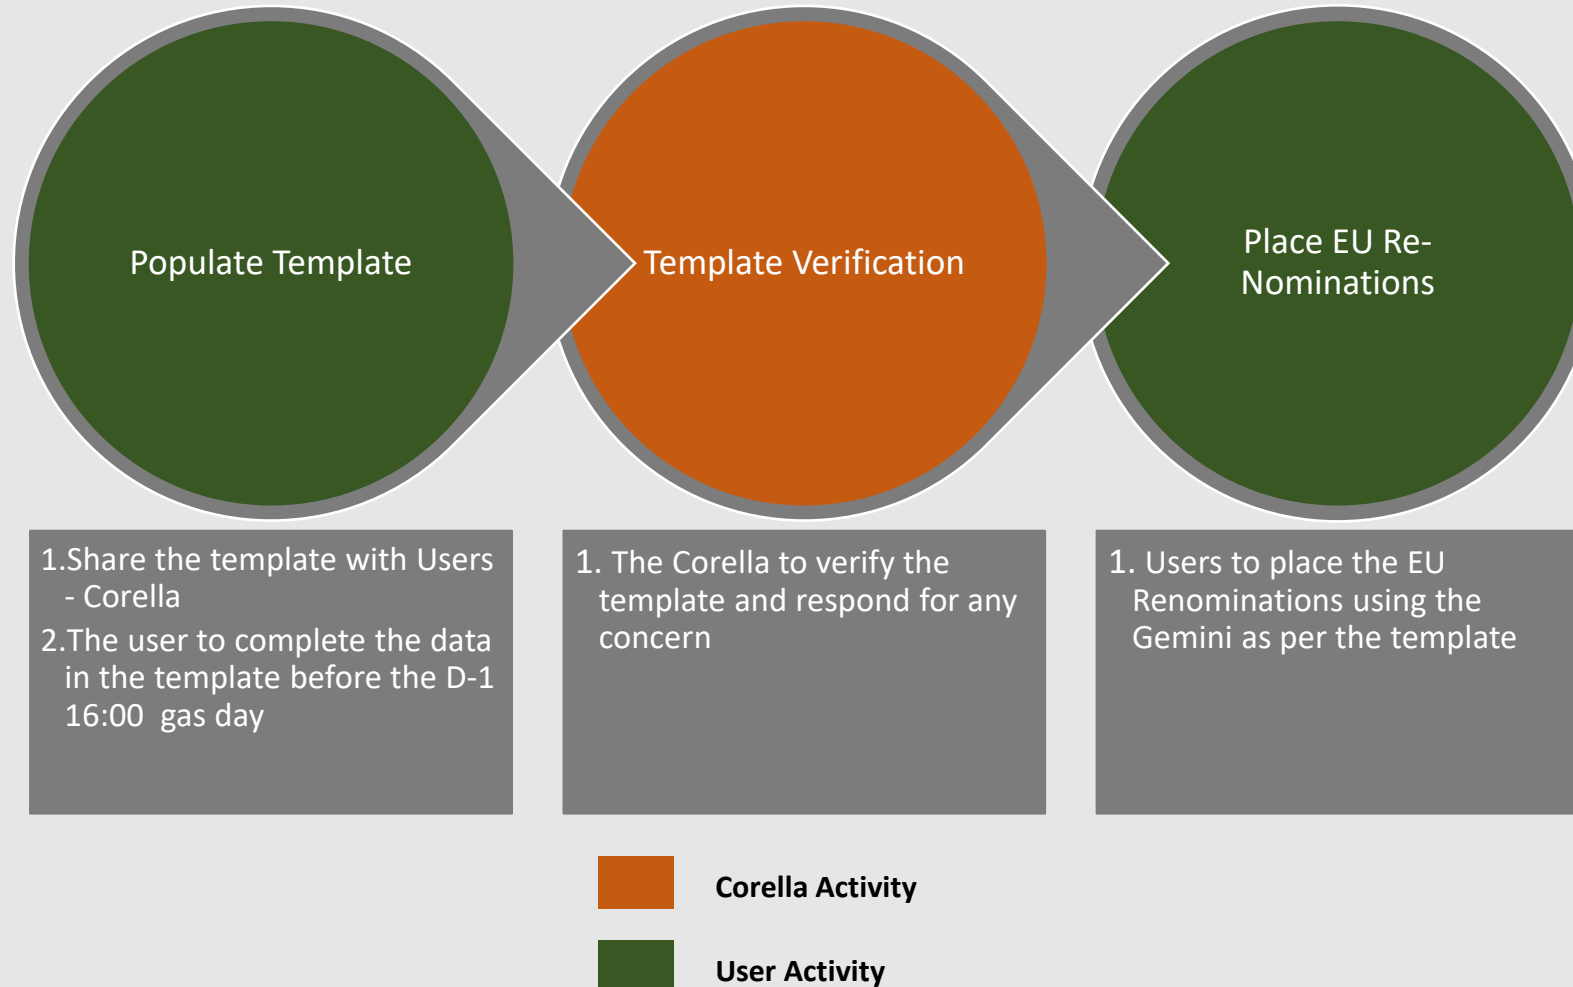 Populate Template
Template Verification
Place EU Re-
Nominations
1.Share the template with Users
- Corella
2.The user to complete the data
in the template before the D-1
16:00  gas day
1. The Corella to verify the
template and respond for any
concern
1. Users to place the EU
Renominations using the
Gemini as per the template
Corella Activity
User Activity